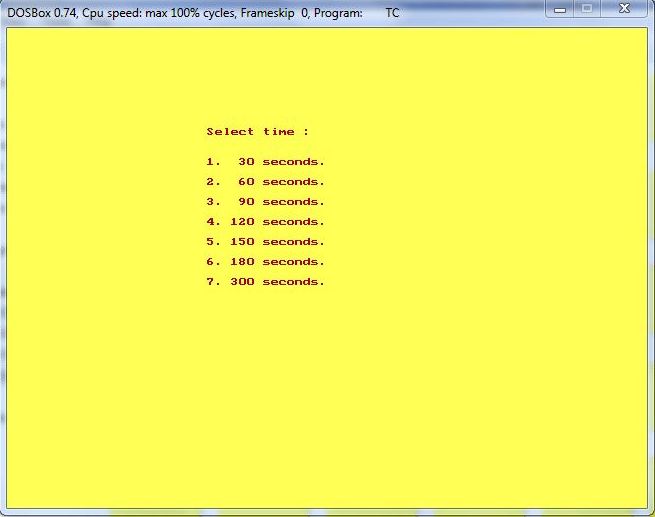 DOSBox 0.74, Cpu speed: max 100% cycles, Frameskip  0, Program:       TC
Select time :
1.  30 seconds.
2.  60 seconds.
3.  90 seconds.
4. 120 seconds.
5. 150 seconds.
6. 180 seconds.
7. 300 seconds.